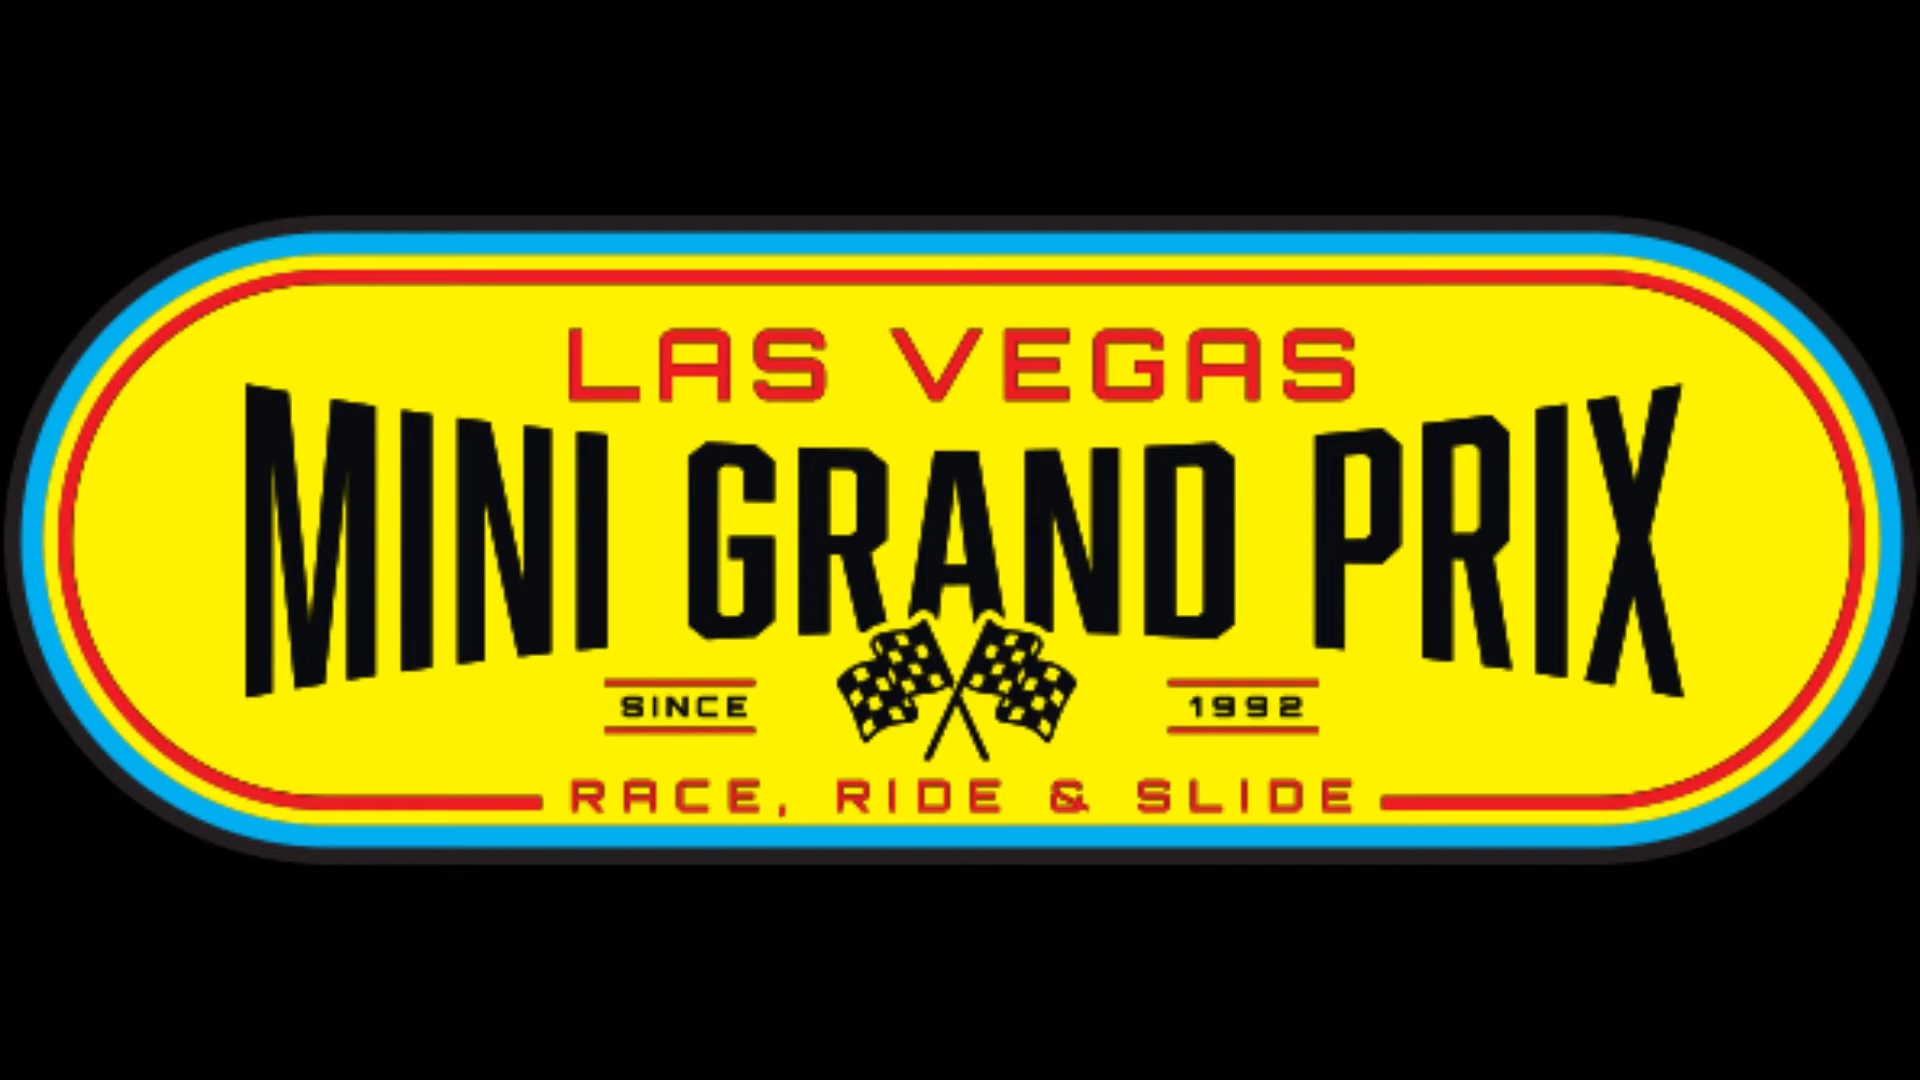 LAS VEGAS
MINI GRAND PRIX
SINCE 1992
RACE, RIDE & SLIDE